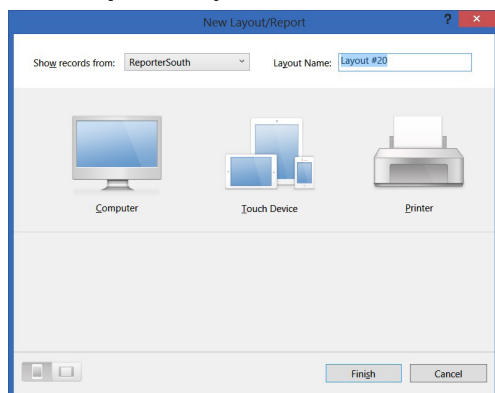 New Layout/Report ?
Show records from: ReporterSouth Layout Name: Layout #20
Computer Touch Device Printer
Finish Cancel